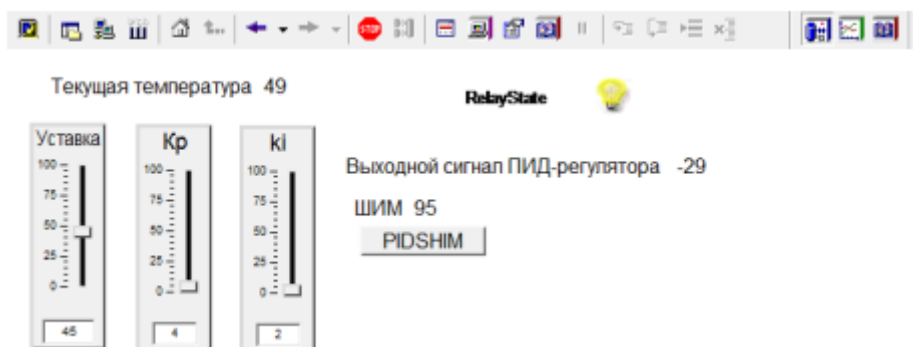 STOP
Текущая температура 49
RelayState
Уставка
Kp
ki
100
75
50
25
0
100
75
50
25
0
100
75
50
25
0
45
4
2
Выходной сигнал ПИД-регулятора -29
ШИМ 95
PIDSHIM